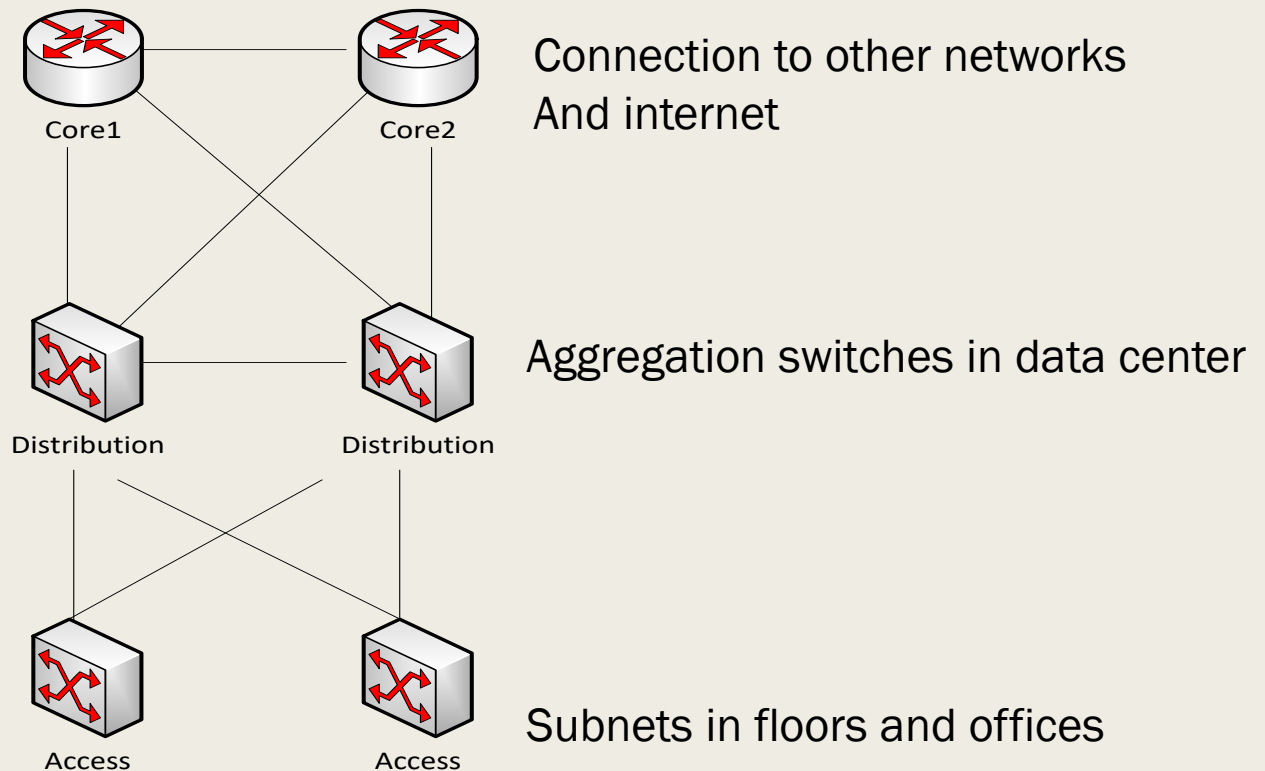 Connection to other networks
And internet
Core1
Core2
Aggregation switches in data center
Distribution
Distribution
Subnets in floors and offices
Access
Access